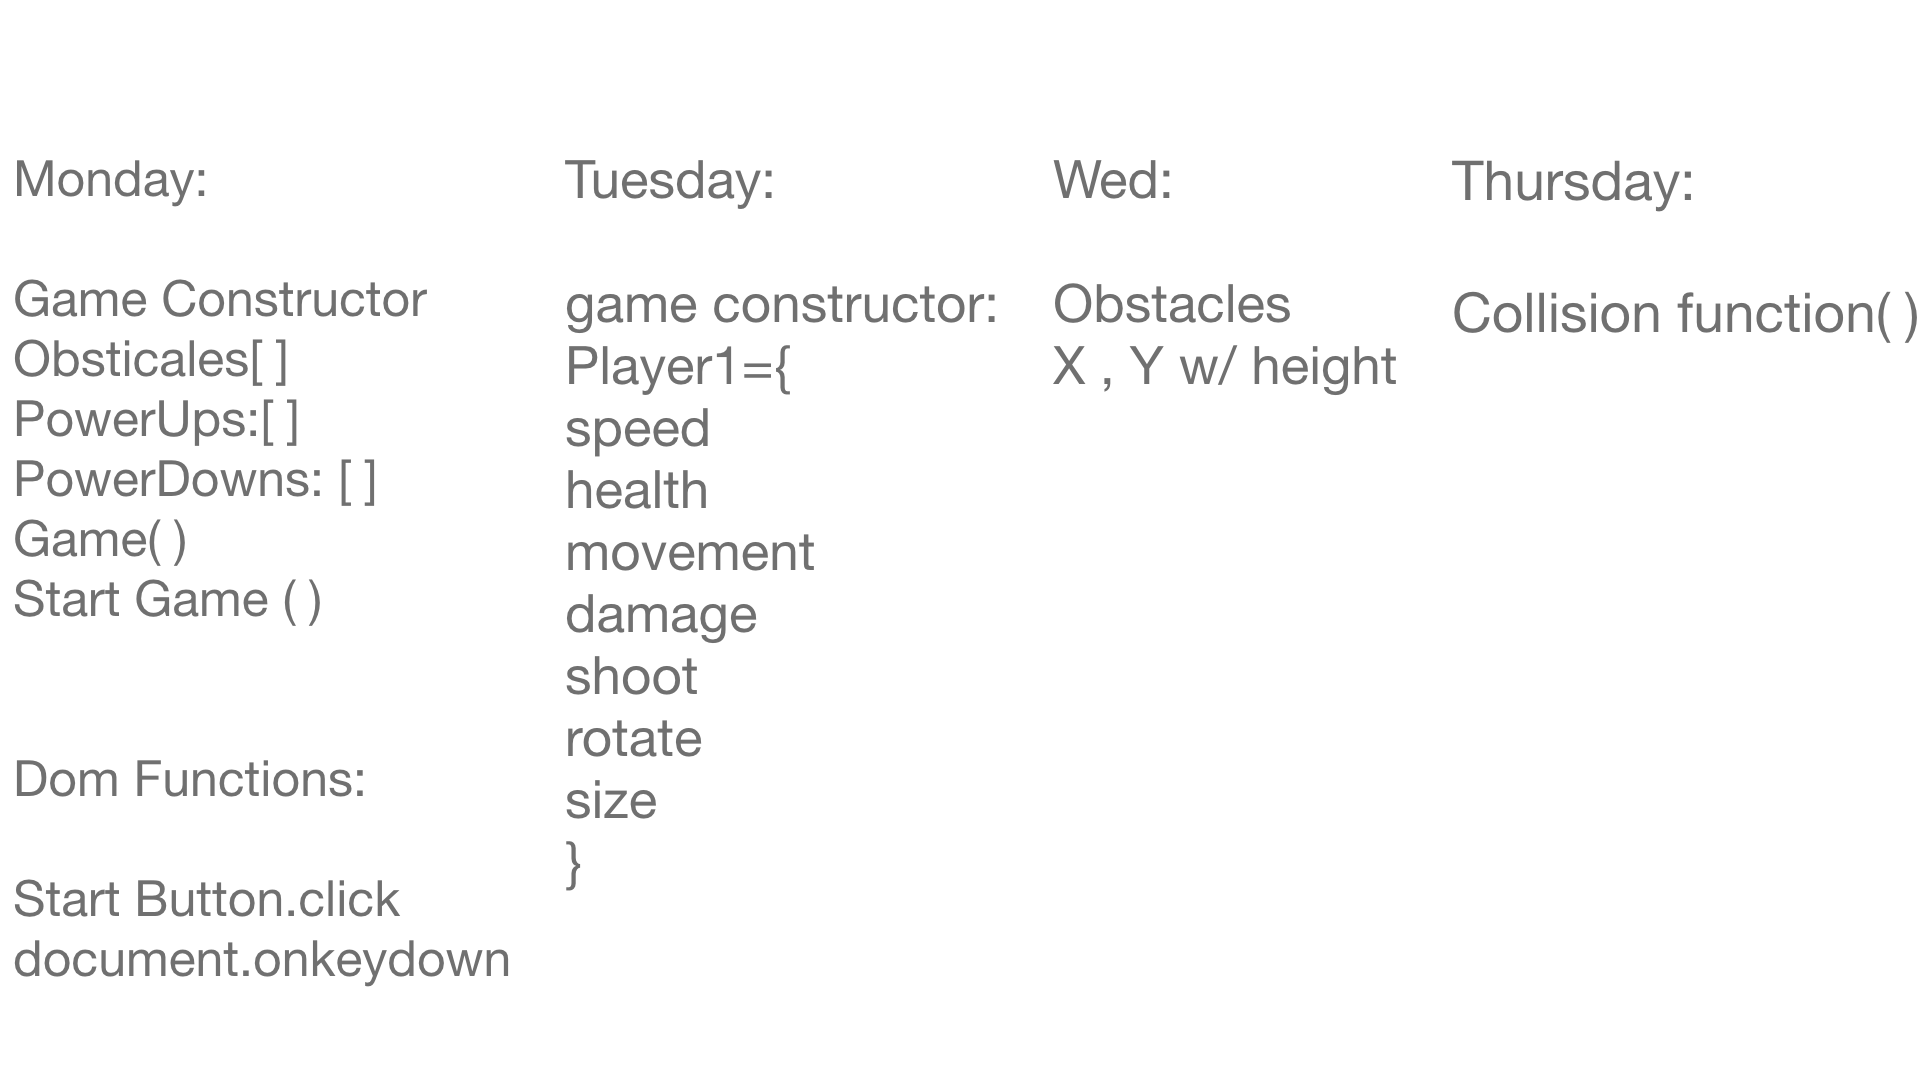 Monday:
Game Constructor
Obsticales[ ]
PowerUps:[ ]
PowerDowns: [ ]
Game( )
Start Game ( )
Dom Functions:
Start Button.click
document.onkeydown
Tuesday:
game constructor:
Player1={
speed
health
movement
damage
shoot
rotate
size
}
Wed:
Obstacles
X , Y w/ height
Thursday:
Collision function( )